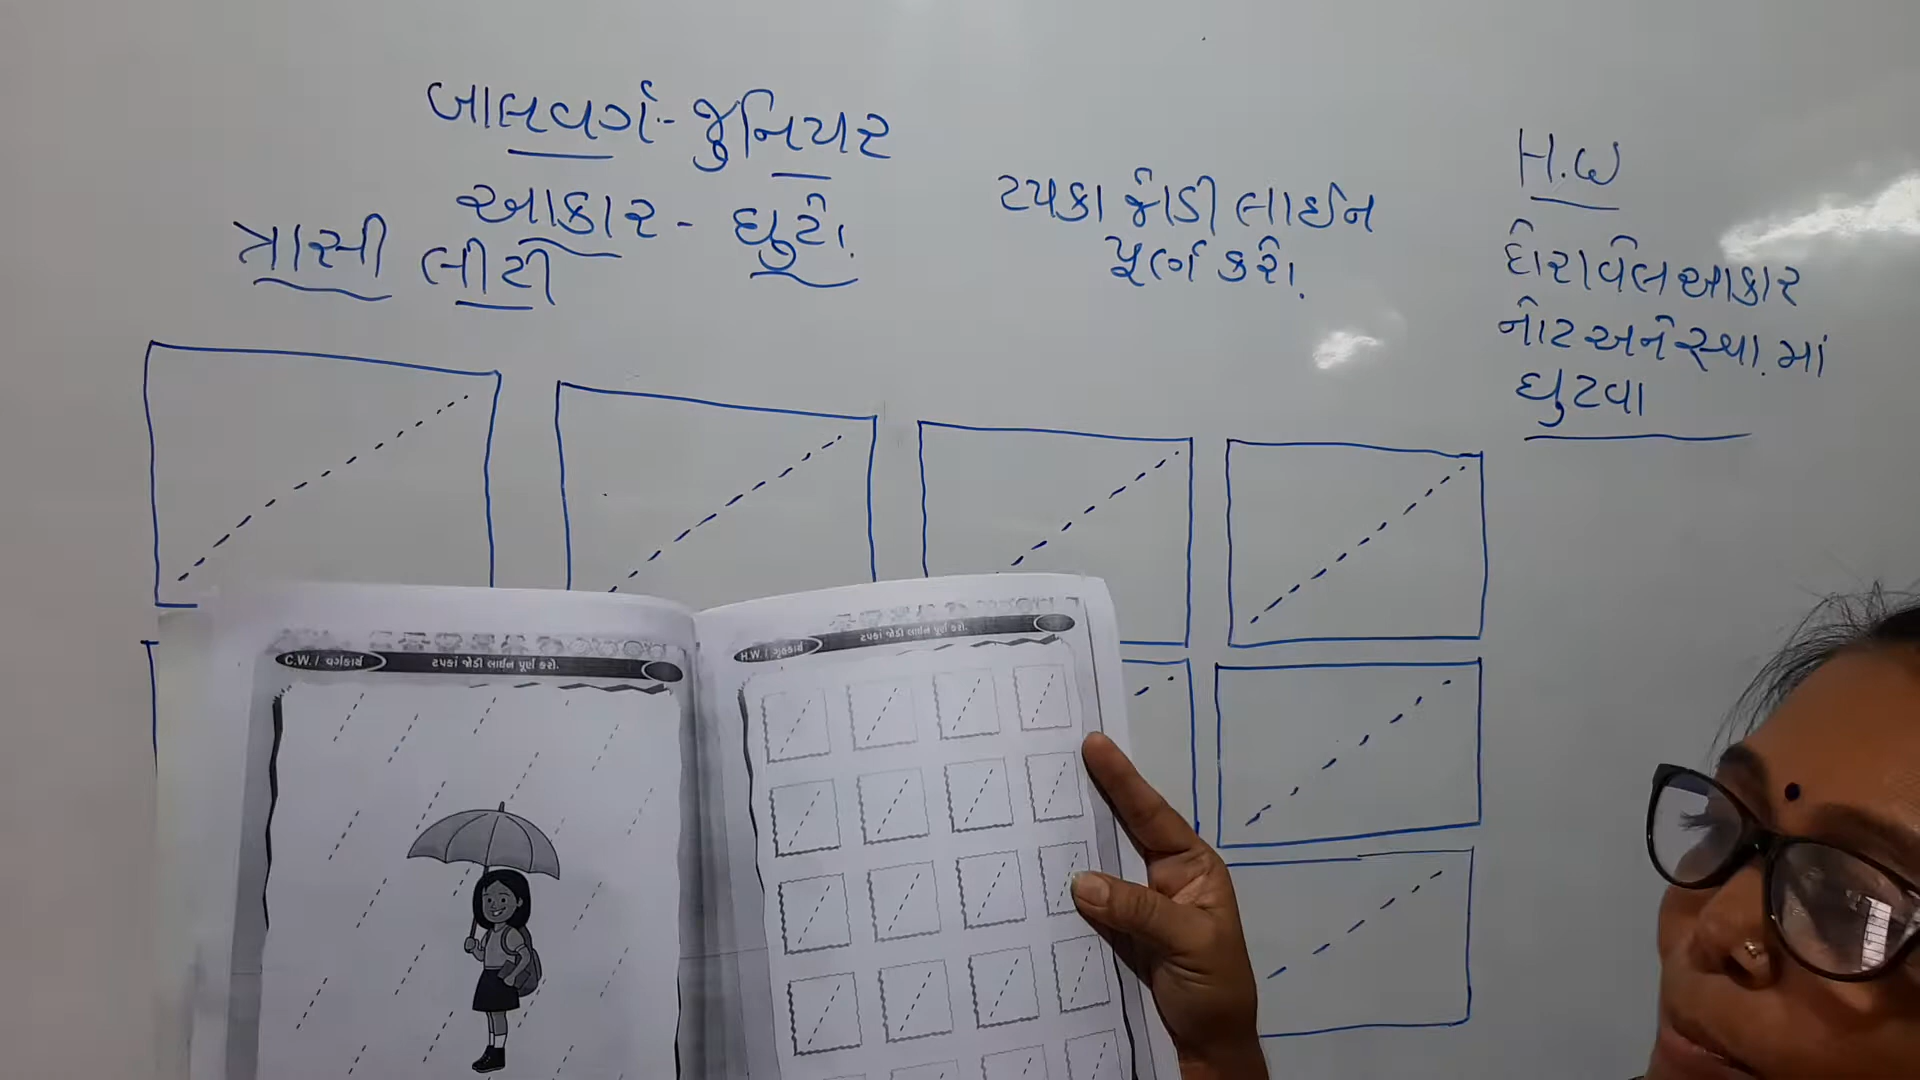 બાલવર્ગ:- જુનિયર
આકાર - ઘુટો.
ત્રાસી લીટી
ટપકા જોડી લાઈન
પૂર્ણ કરો.
H.W
દોરાવેલ આકાર
નોટ અને સ્થા.માં
ઘુટવા
C.W. / વર્ગકાર્ય
ટપકાં જોડી લાઈન પૂર્ણ કરો.
H.W. / ગૃહકાર્ય
ટપકાં જોડી લાઈન પૂર્ણ કરો.